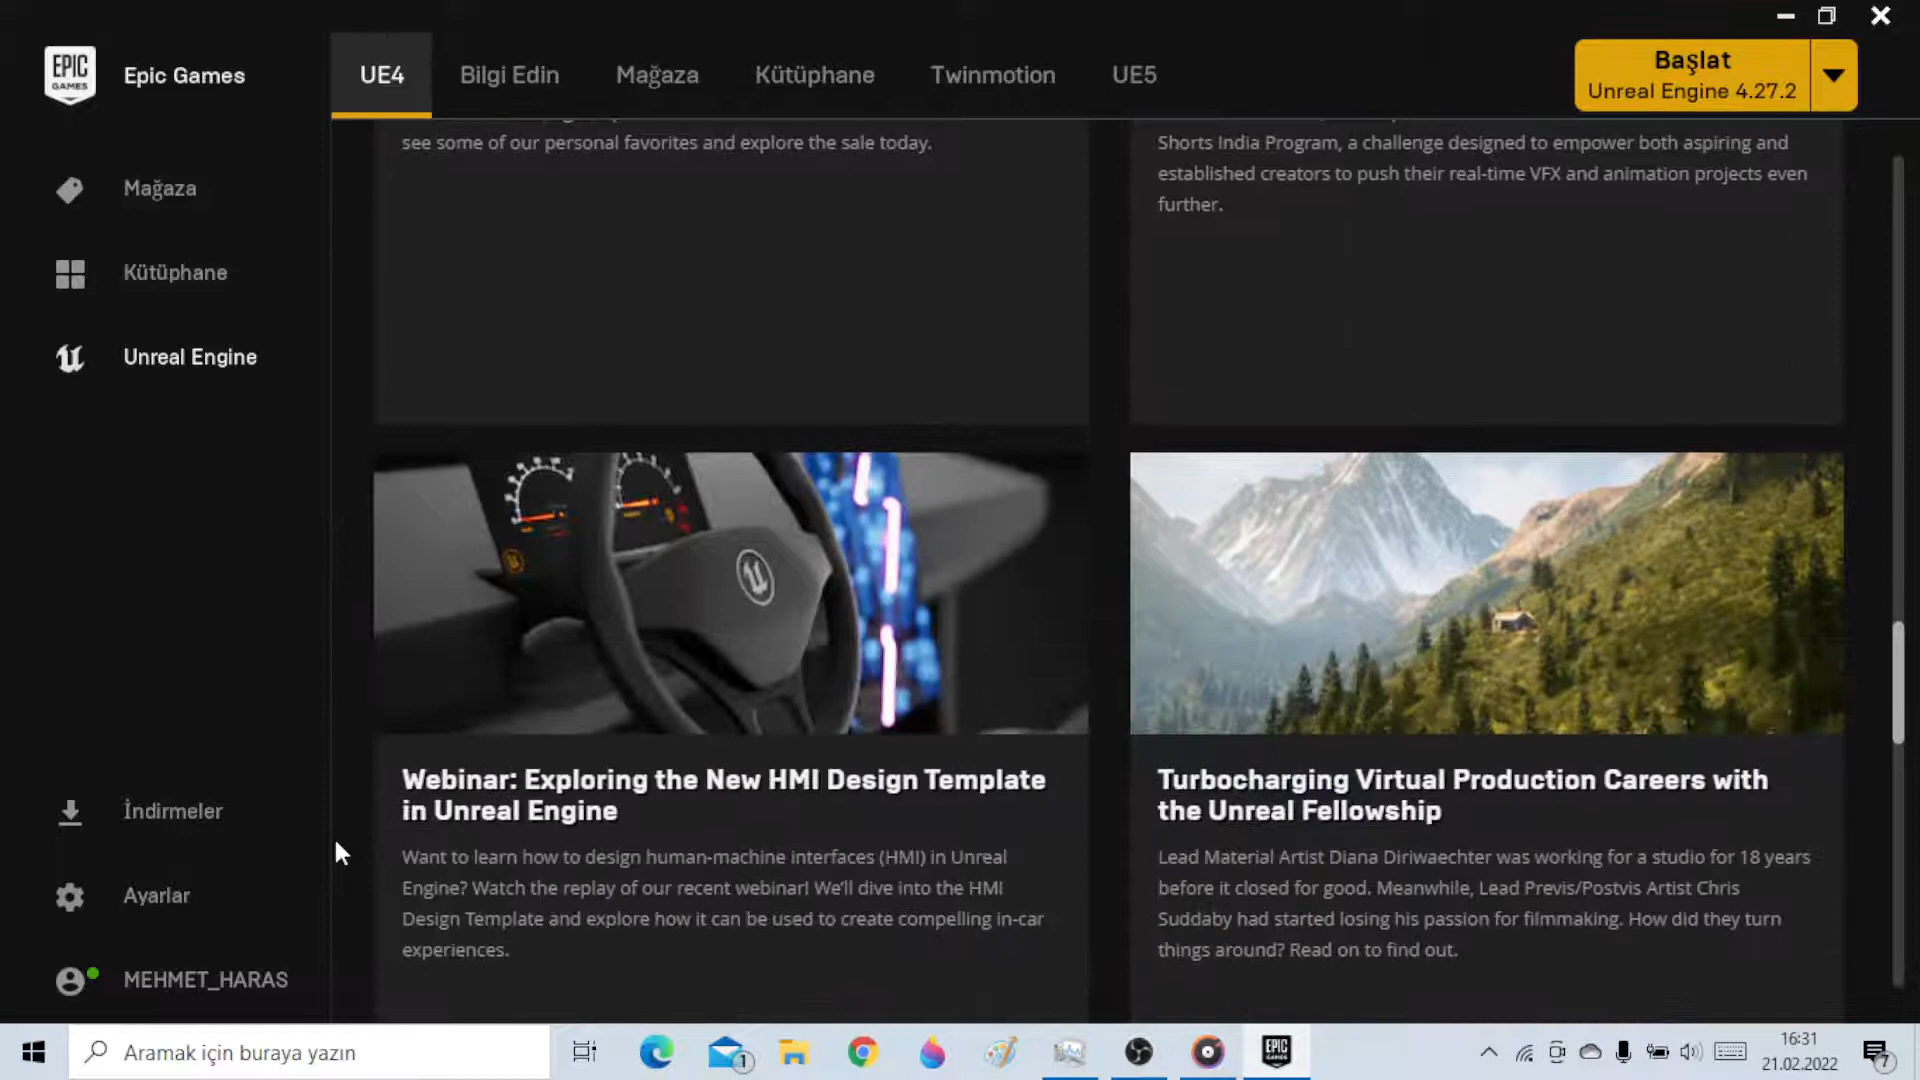 EPIC
GAMES
Epic Games
UE4
Bilgi Edin
Mağaza
Kütüphane
Twinmotion
UE5
Başlat
Unreal Engine 4.27.2
Mağaza
Kütüphane
Unreal Engine
İndirmeler
Ayarlar
MEHMET_HARAS
see some of our personal favorites and explore the sale today.
Shorts India Program, a challenge designed to empower both aspiring and
established creators to push their real-time VFX and animation projects even
further.
Webinar: Exploring the New HMI Design Template
in Unreal Engine
Want to learn how to design human-machine interfaces (HMI) in Unreal
Engine? Watch the replay of our recent webinar! We'll dive into the HMI
Design Template and explore how it can be used to create compelling in-car
experiences.
Turbocharging Virtual Production Careers with
the Unreal Fellowship
Lead Material Artist Diana Diriwaechter was working for a studio for 18 years
before it closed for good. Meanwhile, Lead Previs/Postvis Artist Chris
Suddaby had started losing his passion for filmmaking. How did they turn
things around? Read on to find out.
Aramak için buraya yazın
1
EPIC
GAMES
16:31
21.02.2022
7